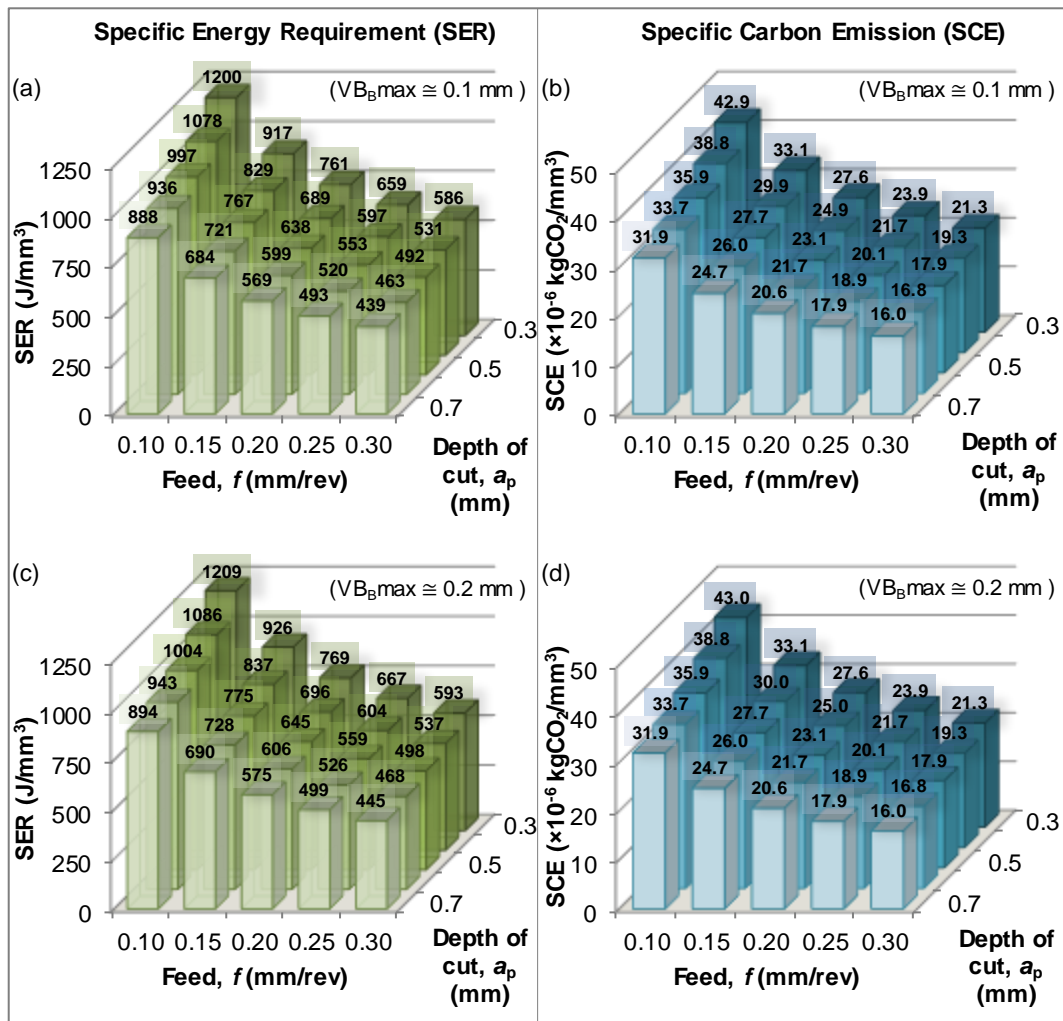 Specific Energy Requirement (SER)
Specific Carbon Emission (SCE)
(a)
(VB_Bmax ≅ 0.1 mm )
1200
1078 917
997 829 761
936 767 689 659
888 721 638 597 586
684 599 553 531
569 520 492
493 463
439
1250
1000
750
500
250
0
SER (J/mm³)
0.10 0.15 0.20 0.25 0.30
Feed, f (mm/rev)
0.3
0.5
0.7
Depth of
cut, aₚ
(mm)
(b)
(VB_Bmax ≅ 0.1 mm )
42.9
38.8 33.1
35.9 29.9 27.6
33.7 27.7 24.9 23.9
31.9 26.0 23.1 21.7 21.3
24.7 21.7 20.1 19.3
20.6 18.9 17.9
17.9 16.8
16.0
50
40
30
20
10
0
SCE (×10⁻⁶ kgCO₂/mm³)
0.10 0.15 0.20 0.25 0.30
Feed, f (mm/rev)
0.3
0.5
0.7
Depth of
cut, aₚ
(mm)
(c)
(VB_Bmax ≅ 0.2 mm )
1209
1086 926
1004 837 769
943 775 696 667
894 728 645 604 593
690 606 559 537
575 526 498
499 468
445
1250
1000
750
500
250
0
SER (J/mm³)
0.10 0.15 0.20 0.25 0.30
Feed, f (mm/rev)
0.3
0.5
0.7
Depth of
cut, aₚ
(mm)
(d)
(VB_Bmax ≅ 0.2 mm )
43.0
38.8 33.1
35.9 30.0 27.6
33.7 27.7 25.0 23.9
31.9 26.0 23.1 21.7 21.3
24.7 21.7 20.1 19.3
20.6 18.9 17.9
17.9 16.8
16.0
50
40
30
20
10
0
SCE (×10⁻⁶ kgCO₂/mm³)
0.10 0.15 0.20 0.25 0.30
Feed, f (mm/rev)
0.3
0.5
0.7
Depth of
cut, aₚ
(mm)